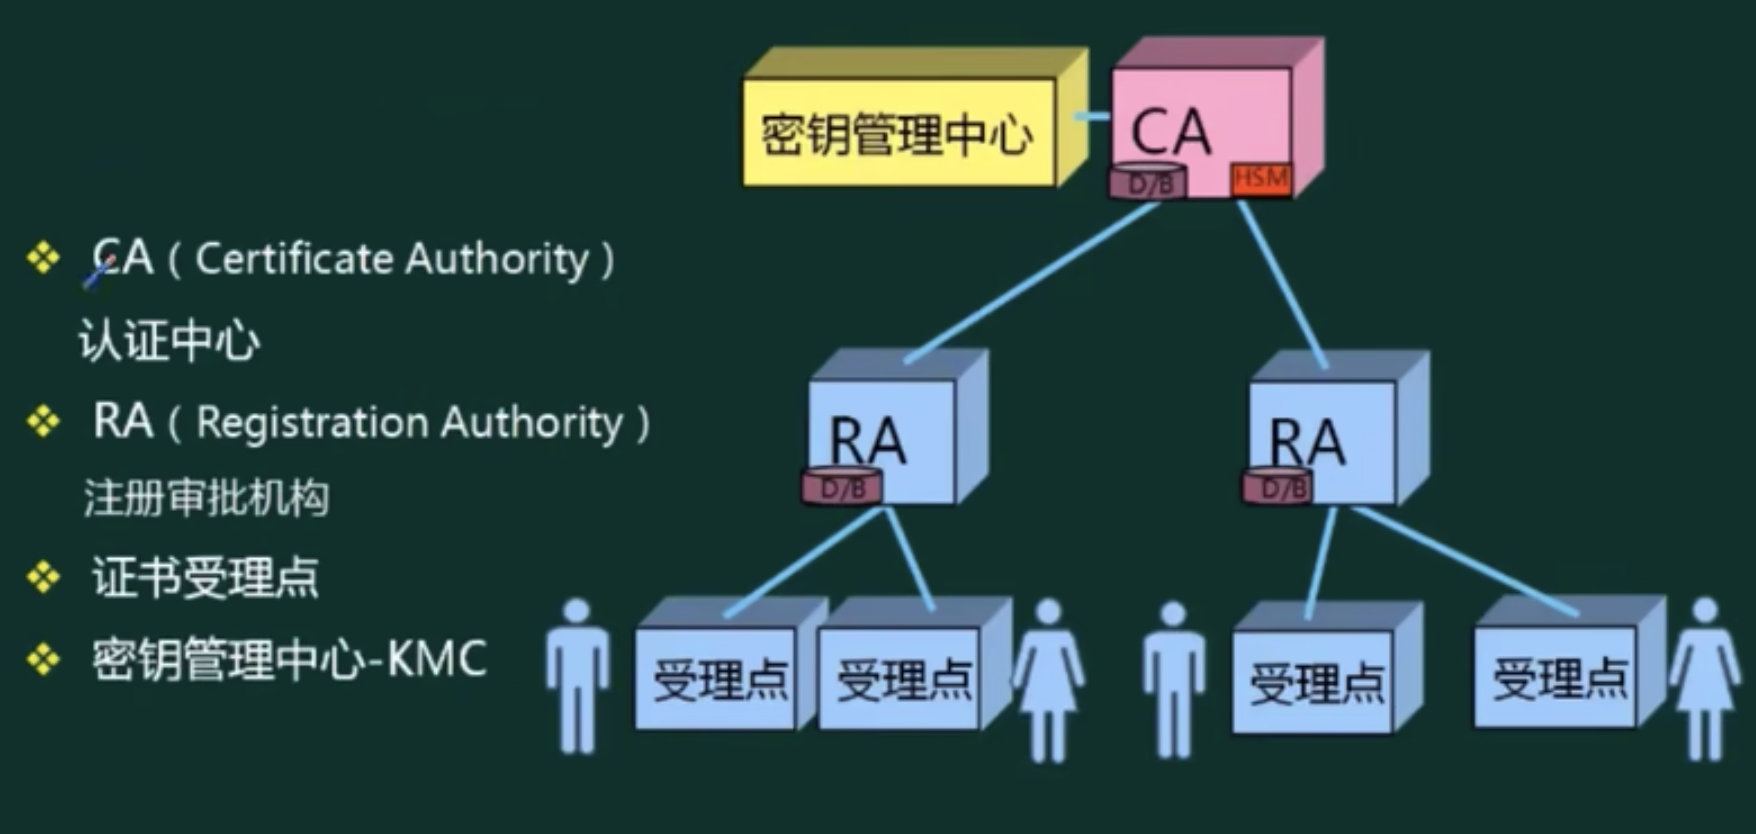 CA（Certificate Authority）
认证中心
RA（Registration Authority）
注册审批机构
证书受理点
密钥管理中心-KMC
密钥管理中心
CA
D/B
HSM
RA
D/B
RA
D/B
受理点
受理点
受理点
受理点